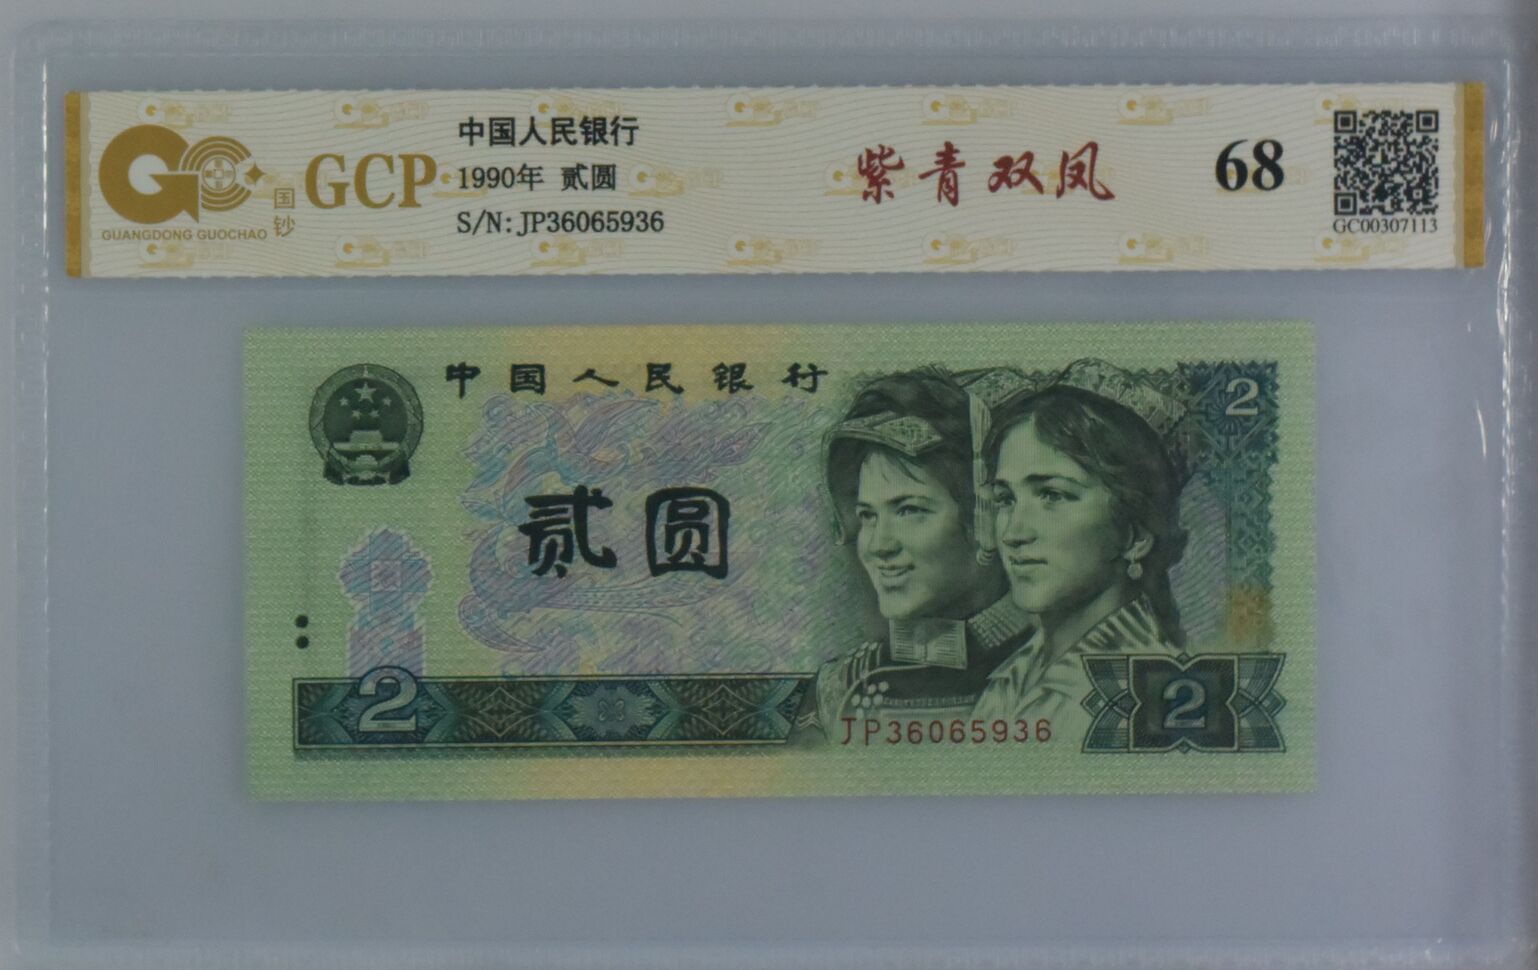 中国人民银行
GCP
1990年 贰圆
紫青双凤
68
国钞
S/N: JP36065936
GUANGDONG GUOCHAO
GC00307113
中国人民银行
2
贰圆
2
JP36065936
2